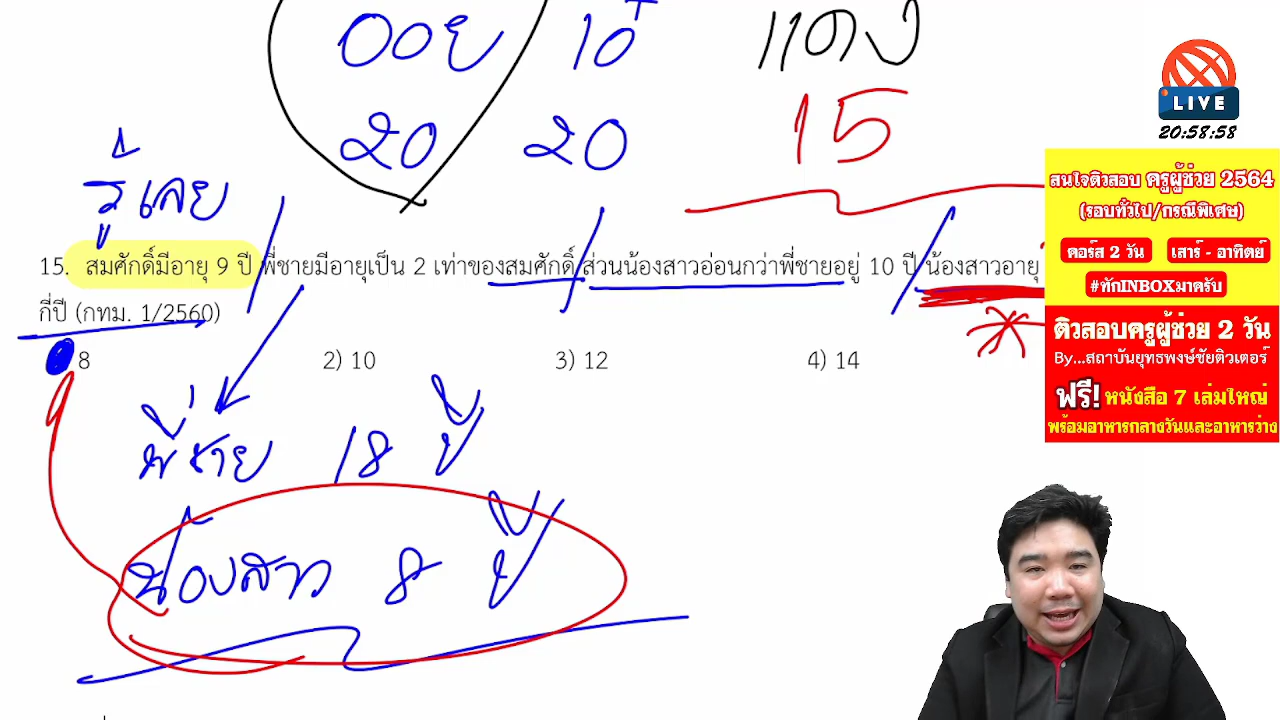 ออย 10 แดง
20 20 15
รู้เลย
15. สมศักดิ์มีอายุ 9 ปี พี่ชายมีอายุเป็น 2 เท่าของสมศักดิ์ ส่วนน้องสาวอ่อนกว่าพี่ชายอยู่ 10 ปี น้องสาวอายุ
กี่ปี (กทม. 1/2560)
8 2) 10 3) 12 4) 14
พี่ชาย 18 ปี
น้องสาว 8 ปี
LIVE
20:58:58
สนใจติวสอบ ครูผู้ช่วย 2564
(รอบทั่วไป/กรณีพิเศษ)
คอร์ส 2 วัน เสาร์ - อาทิตย์
#ทักINBOXมาครับ
ติวสอบครูผู้ช่วย 2 วัน
By...สถาบันยุทธพงษ์ชัยติวเตอร์
ฟรี! หนังสือ 7 เล่มใหญ่
พร้อมอาหารกลางวันและอาหารว่าง